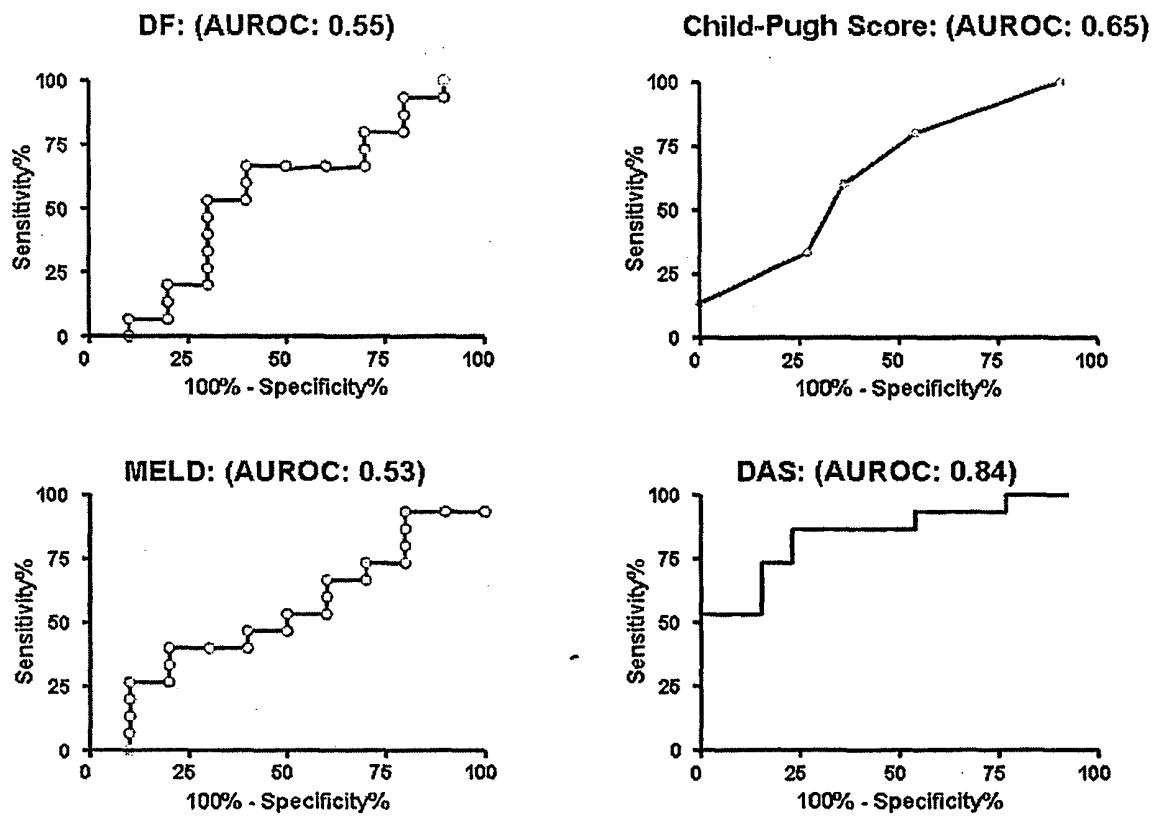 DF: (AUROC: 0.55)
100
75
50
25
0
Sensitivity%
0 25 50 75 100
100% - Specificity%
Child-Pugh Score: (AUROC: 0.65)
100
75
50
25
0
Sensitivity%
0 25 50 75 100
100% - Specificity%
MELD: (AUROC: 0.53)
100
75
50
25
0
Sensitivity%
0 25 50 75 100
100% - Specificity%
DAS: (AUROC: 0.84)
100
75
50
25
0
Sensitivity%
0 25 50 75 100
100% - Specificity%